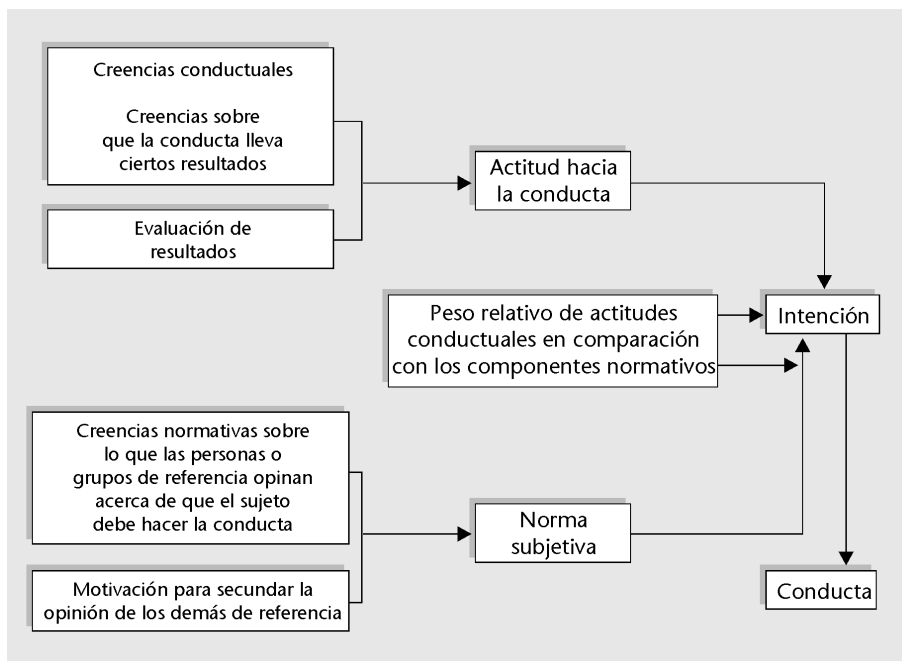 Creencias conductuales
Creencias sobre
que la conducta lleva
ciertos resultados
Evaluación de
resultados
Actitud hacia
la conducta
Peso relativo de actitudes
conductuales en comparación
con los componentes normativos
Intención
Creencias normativas sobre
lo que las personas o
grupos de referencia opinan
acerca de que el sujeto
debe hacer la conducta
Motivación para secundar la
opinión de los demás de referencia
Norma
subjetiva
Conducta